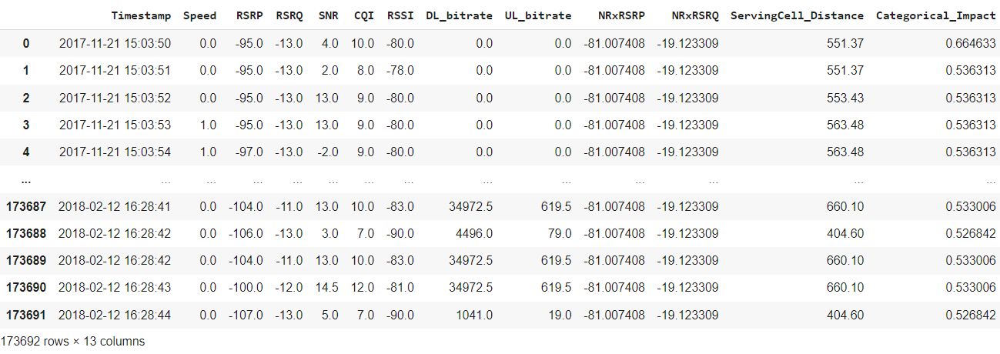 Timestamp Speed RSRP RSRQ SNR CQI RSSI DL_bitrate UL_bitrate NRxRSRP NRxRSRQ ServingCell_Distance Categorical_Impact
0 2017-11-21 15:03:50 0.0 -95.0 -13.0 4.0 10.0 -80.0 0.0 0.0 -81.007408 -19.123309 551.37 0.664633
1 2017-11-21 15:03:51 0.0 -95.0 -13.0 2.0 8.0 -78.0 0.0 0.0 -81.007408 -19.123309 551.37 0.536313
2 2017-11-21 15:03:52 0.0 -95.0 -13.0 13.0 9.0 -80.0 0.0 0.0 -81.007408 -19.123309 553.43 0.536313
3 2017-11-21 15:03:53 1.0 -95.0 -13.0 13.0 9.0 -80.0 0.0 0.0 -81.007408 -19.123309 563.48 0.536313
4 2017-11-21 15:03:54 1.0 -97.0 -13.0 -2.0 9.0 -80.0 0.0 0.0 -81.007408 -19.123309 563.48 0.536313
... ... ... ... ... ... ... ... ... ... ... ... ... ...
173687 2018-02-12 16:28:41 0.0 -104.0 -11.0 13.0 10.0 -83.0 34972.5 619.5 -81.007408 -19.123309 660.10 0.533006
173688 2018-02-12 16:28:42 0.0 -106.0 -13.0 3.0 7.0 -90.0 4496.0 79.0 -81.007408 -19.123309 404.60 0.526842
173689 2018-02-12 16:28:42 0.0 -104.0 -11.0 13.0 10.0 -83.0 34972.5 619.5 -81.007408 -19.123309 660.10 0.533006
173690 2018-02-12 16:28:43 0.0 -100.0 -12.0 14.5 12.0 -81.0 34972.5 619.5 -81.007408 -19.123309 660.10 0.533006
173691 2018-02-12 16:28:44 0.0 -107.0 -13.0 5.0 7.0 -90.0 1041.0 19.0 -81.007408 -19.123309 404.60 0.526842
173692 rows × 13 columns